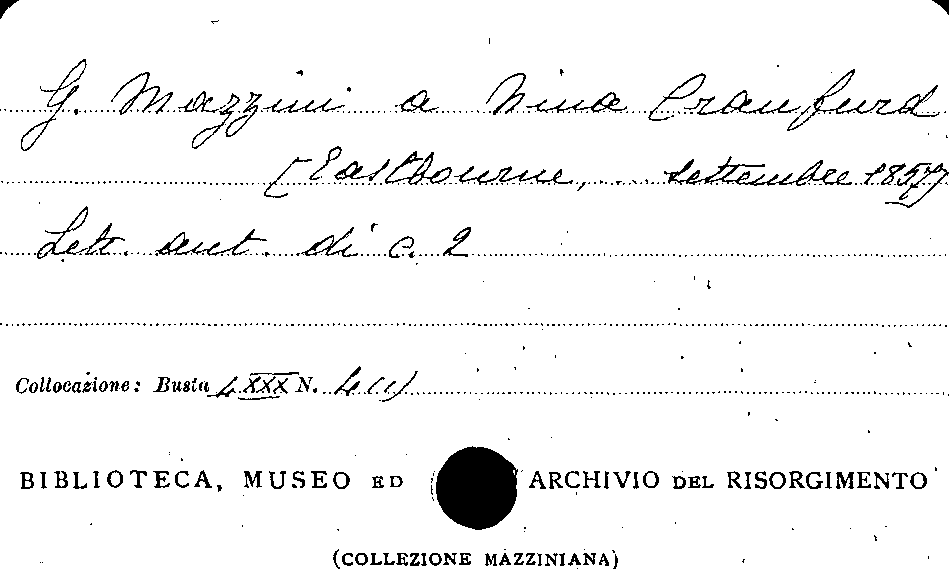 G. Mazzini a Nina Craufurd
[Eastbourne, .. settembre 1857]
Lett. aut. di c. 2
Collocazione: Busta LXXX N. 4(1)
BIBLIOTECA, MUSEO ED ARCHIVIO DEL RISORGIMENTO
(COLLEZIONE MAZZINIANA)